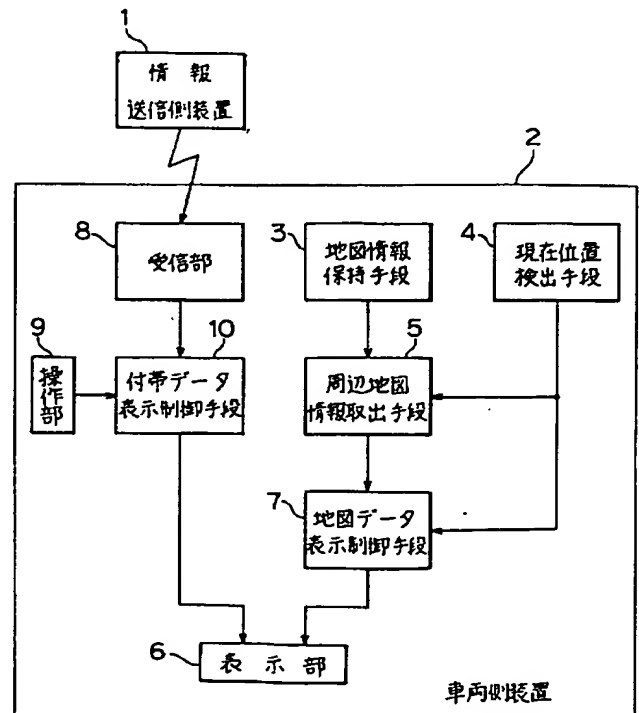 1
情報
送信側装置
2
8
受信部
3
地図情報
保持手段
4
現在位置
検出手段
9
操作部
10
付帯データ
表示制御手段
5
周辺地図
情報取出手段
7
地図データ
表示制御手段
6
表示部
車両側装置